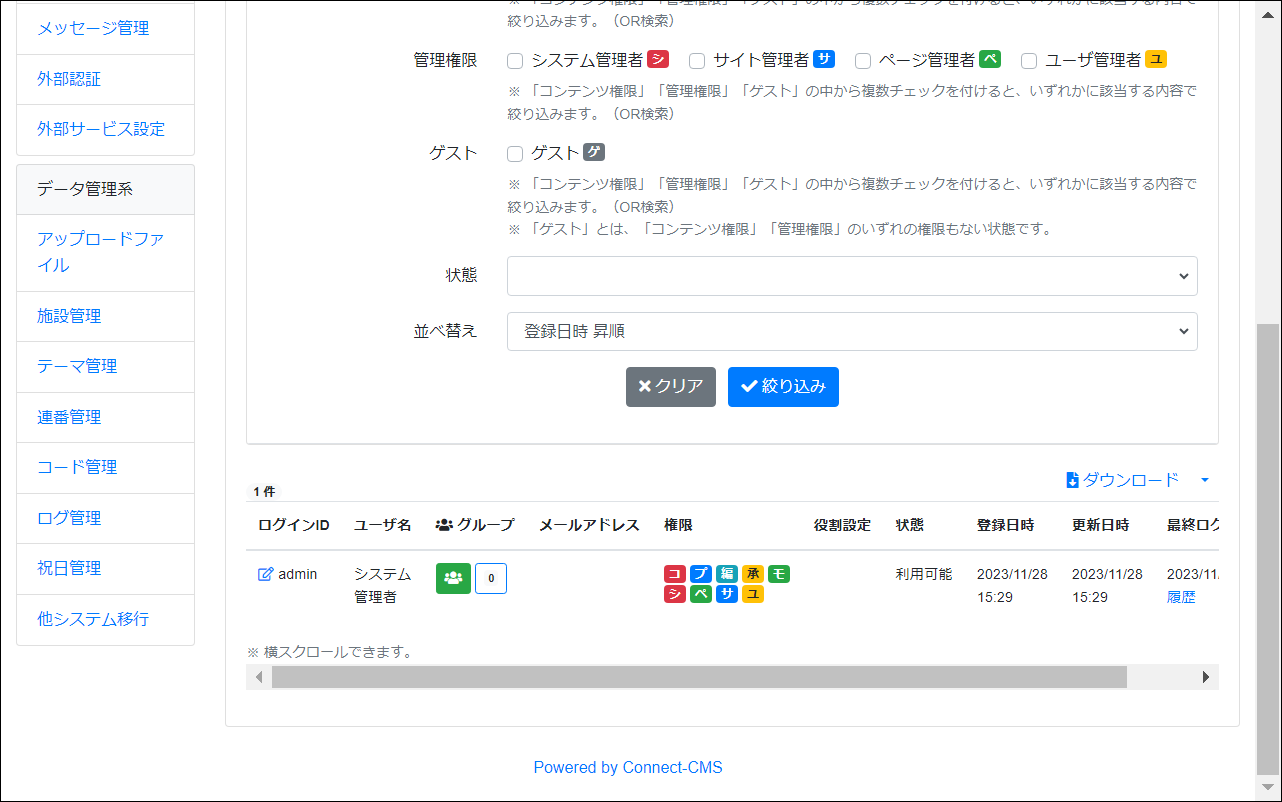 メッセージ管理
外部認証
外部サービス設定
データ管理系
アップロードファ
イル
施設管理
テーマ管理
連番管理
コード管理
ログ管理
祝日管理
他システム移行
絞り込みます。(OR検索)
管理権限
システム管理者 シ サイト管理者 サ ページ管理者 ペ ユーザ管理者 ユ
※ 「コンテンツ権限」「管理権限」「ゲスト」の中から複数チェックを付けると、いずれかに該当する内容で
絞り込みます。(OR検索)
ゲスト
ゲスト ゲ
※ 「コンテンツ権限」「管理権限」「ゲスト」の中から複数チェックを付けると、いずれかに該当する内容で
絞り込みます。(OR検索)
※ 「ゲスト」とは、「コンテンツ権限」「管理権限」のいずれの権限もない状態です。
状態
並べ替え
登録日時 昇順
クリア
絞り込み
1 件
ダウンロード
ログインID ユーザ名 グループ メールアドレス 権限 役割設定 状態 登録日時 更新日時 最終ログ
admin
システム
管理者
0
コ プ 編 承 モ
シ ペ サ ユ
利用可能
2023/11/28
15:29
2023/11/28
15:29
2023/11/
履歴
※ 横スクロールできます。
Powered by Connect-CMS